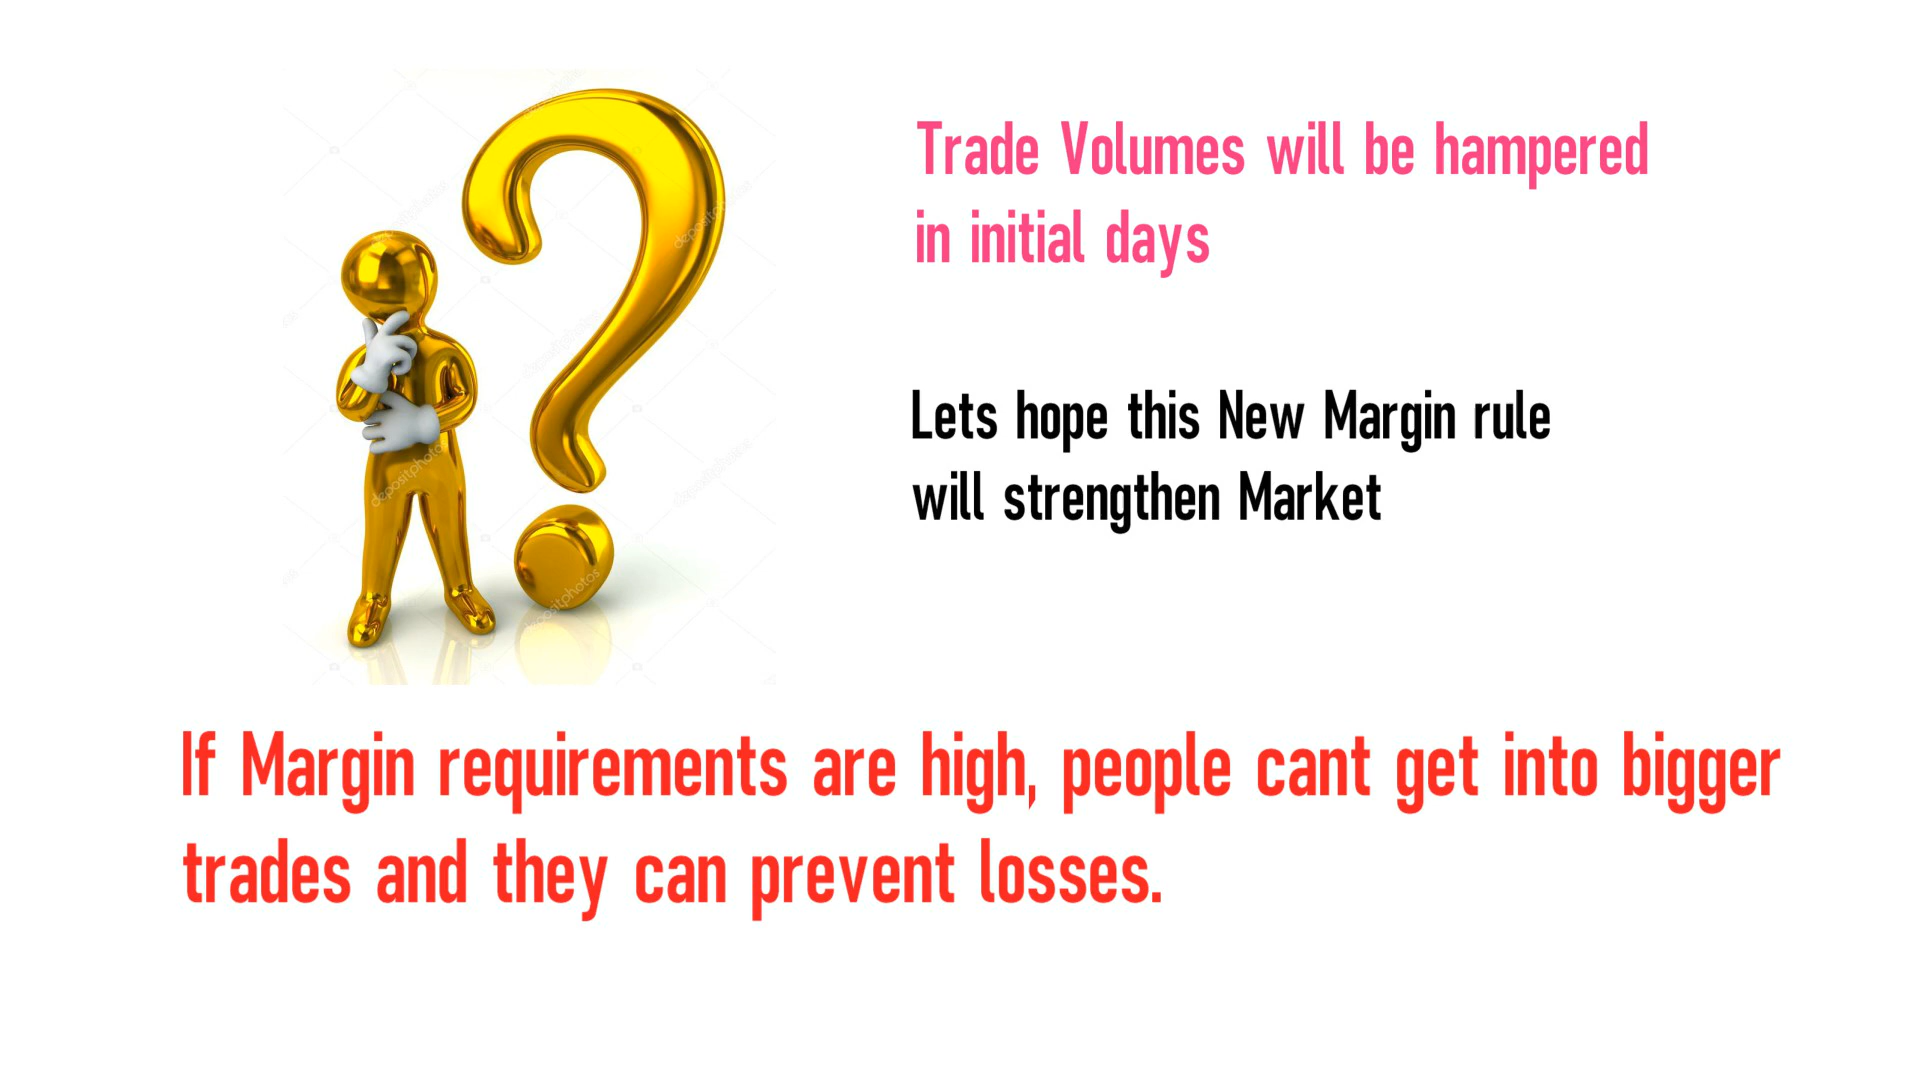 Trade Volumes will be hampered
in initial days
Lets hope this New Margin rule
will strengthen Market
If Margin requirements are high, people cant get into bigger
trades and they can prevent losses.
depositphotos